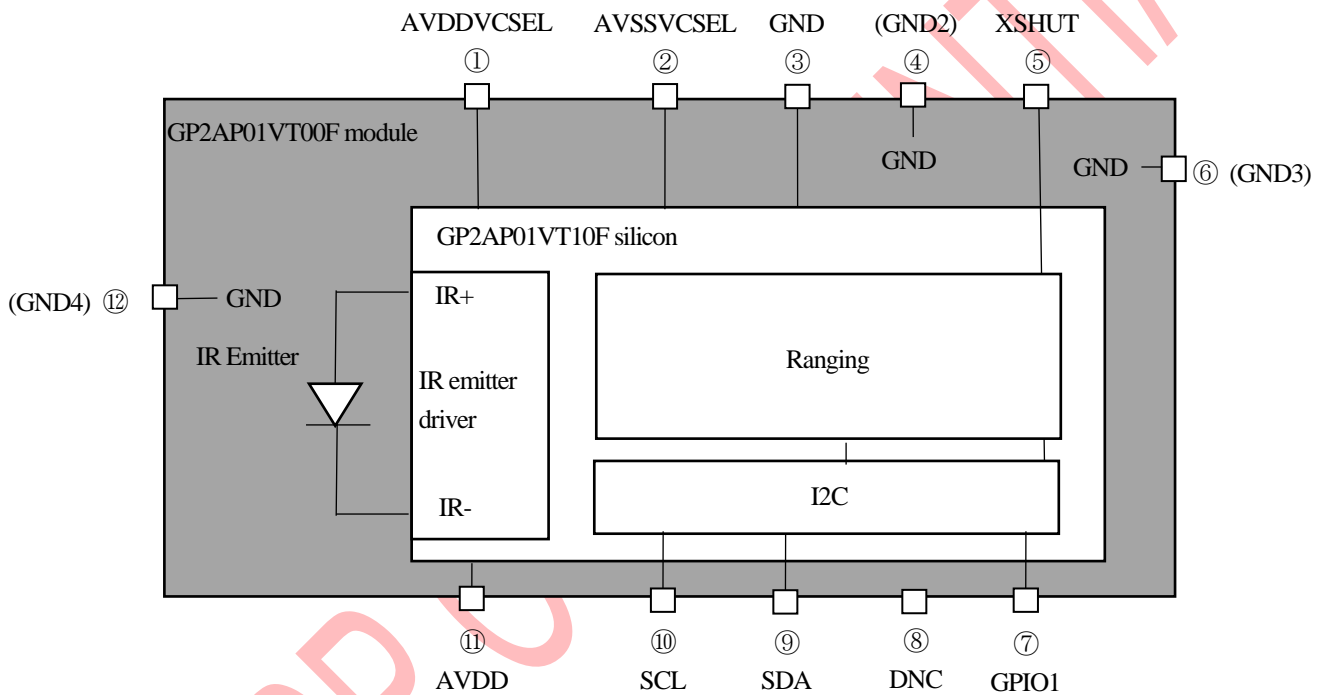 AVDDVCSEL AVSSVCSEL GND (GND2) XSHUT
① ② ③ ④ ⑤
GP2AP01VT00F module
GND
GND ⑥ (GND3)
GP2AP01VT10F silicon
(GND4) ⑫ GND
IR+
Ranging
IR Emitter
IR emitter
driver
I2C
IR-
⑪ ⑩ ⑨ ⑧ ⑦
AVDD SCL SDA DNC GPIO1